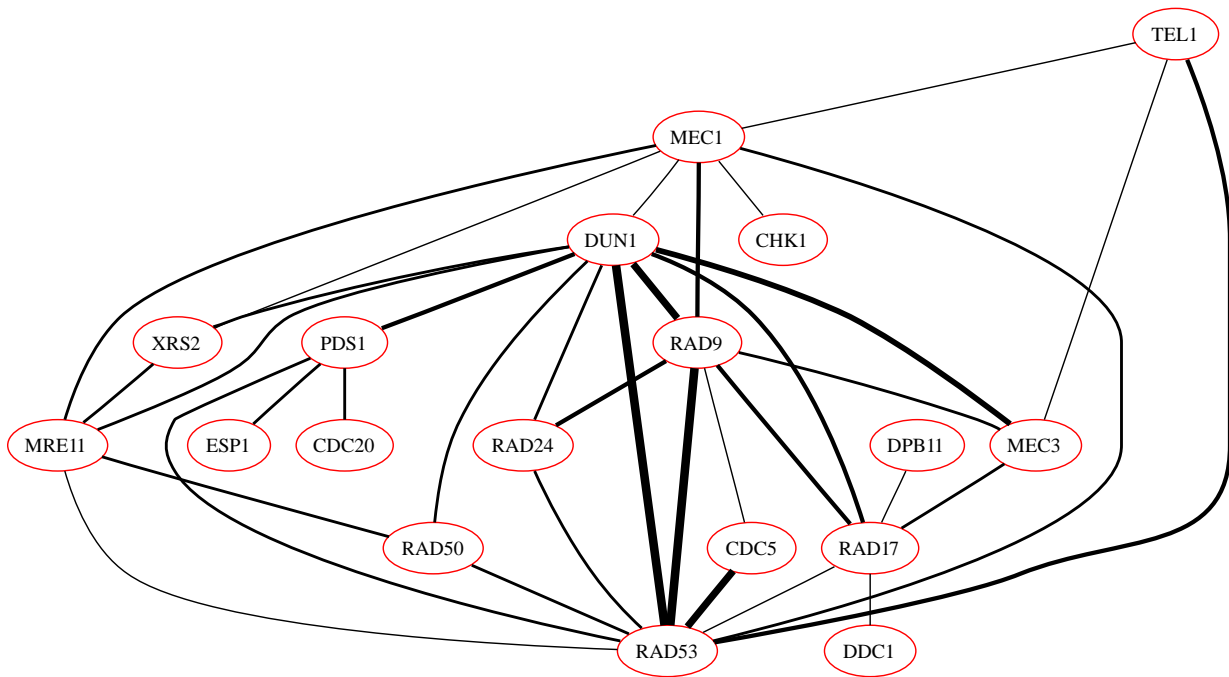 TEL1
MEC1
DUN1
CHK1
XRS2
PDS1
RAD9
MRE11
ESP1
CDC20
RAD24
DPB11
MEC3
RAD50
CDC5
RAD17
RAD53
DDC1